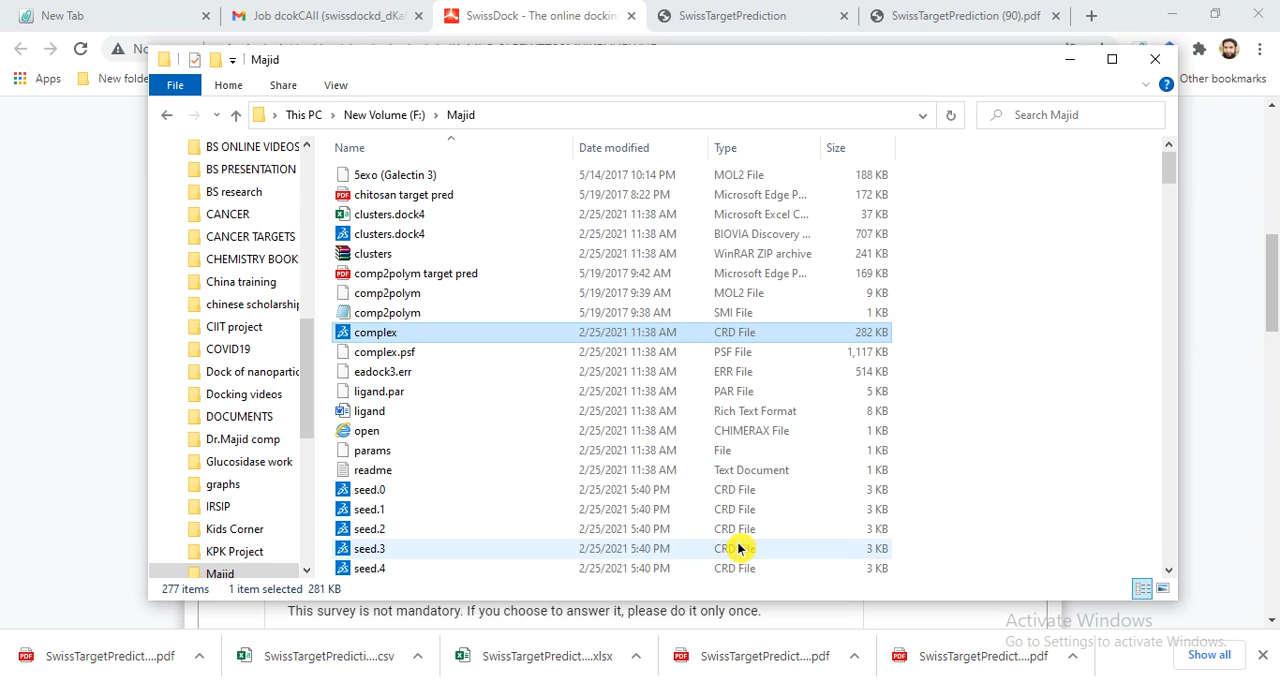 New Tab
Job dcokCAll (swissdockd_dKa
SwissDock - The online dockin
SwissTargetPrediction
SwissTargetPrediction (90).pdf
Apps
New folde
Other bookmarks
Majid
File Home Share View
This PC New Volume (F:) Majid
Search Majid
BS ONLINE VIDEOS
BS PRESENTATION
BS research
CANCER
CANCER TARGETS
CHEMISTRY BOOK
China training
chinese scholarship
CIIT project
COVID19
Dock of nanopartic
Docking videos
DOCUMENTS
Dr.Majid comp
Glucosidase work
graphs
IRSIP
Kids Corner
KPK Project
Majid
Name Date modified Type Size
5exo (Galectin 3) 5/14/2017 10:14 PM MOL2 File 188 KB
chitosan target pred 5/19/2017 8:22 PM Microsoft Edge P... 172 KB
clusters.dock4 2/25/2021 11:38 AM Microsoft Excel C... 37 KB
clusters.dock4 2/25/2021 11:38 AM BIOVIA Discovery ... 707 KB
clusters 2/25/2021 11:38 AM WinRAR ZIP archive 241 KB
comp2polym target pred 5/19/2017 9:42 AM Microsoft Edge P... 169 KB
comp2polym 5/19/2017 9:39 AM MOL2 File 9 KB
comp2polym 5/19/2017 9:38 AM SMI File 1 KB
complex 2/25/2021 11:38 AM CRD File 282 KB
complex.psf 2/25/2021 11:38 AM PSF File 1,117 KB
eadock3.err 2/25/2021 11:38 AM ERR File 514 KB
ligand.par 2/25/2021 11:38 AM PAR File 5 KB
ligand 2/25/2021 11:38 AM Rich Text Format 8 KB
open 2/25/2021 11:38 AM CHIMERAX File 1 KB
params 2/25/2021 11:38 AM File 1 KB
readme 2/25/2021 11:38 AM Text Document 1 KB
seed.0 2/25/2021 5:40 PM CRD File 3 KB
seed.1 2/25/2021 5:40 PM CRD File 3 KB
seed.2 2/25/2021 5:40 PM CRD File 3 KB
seed.3 2/25/2021 5:40 PM CRD File 3 KB
seed.4 2/25/2021 5:40 PM CRD File 3 KB
277 items 1 item selected 281 KB
This survey is not mandatory. If you choose to answer it, please do it only once.
Activate Windows
Go to Settings to activate Windows.
SwissTargetPredict....pdf
SwissTargetPredicti....csv
SwissTargetPredict....xlsx
SwissTargetPredict....pdf
SwissTargetPredict....pdf
Show all